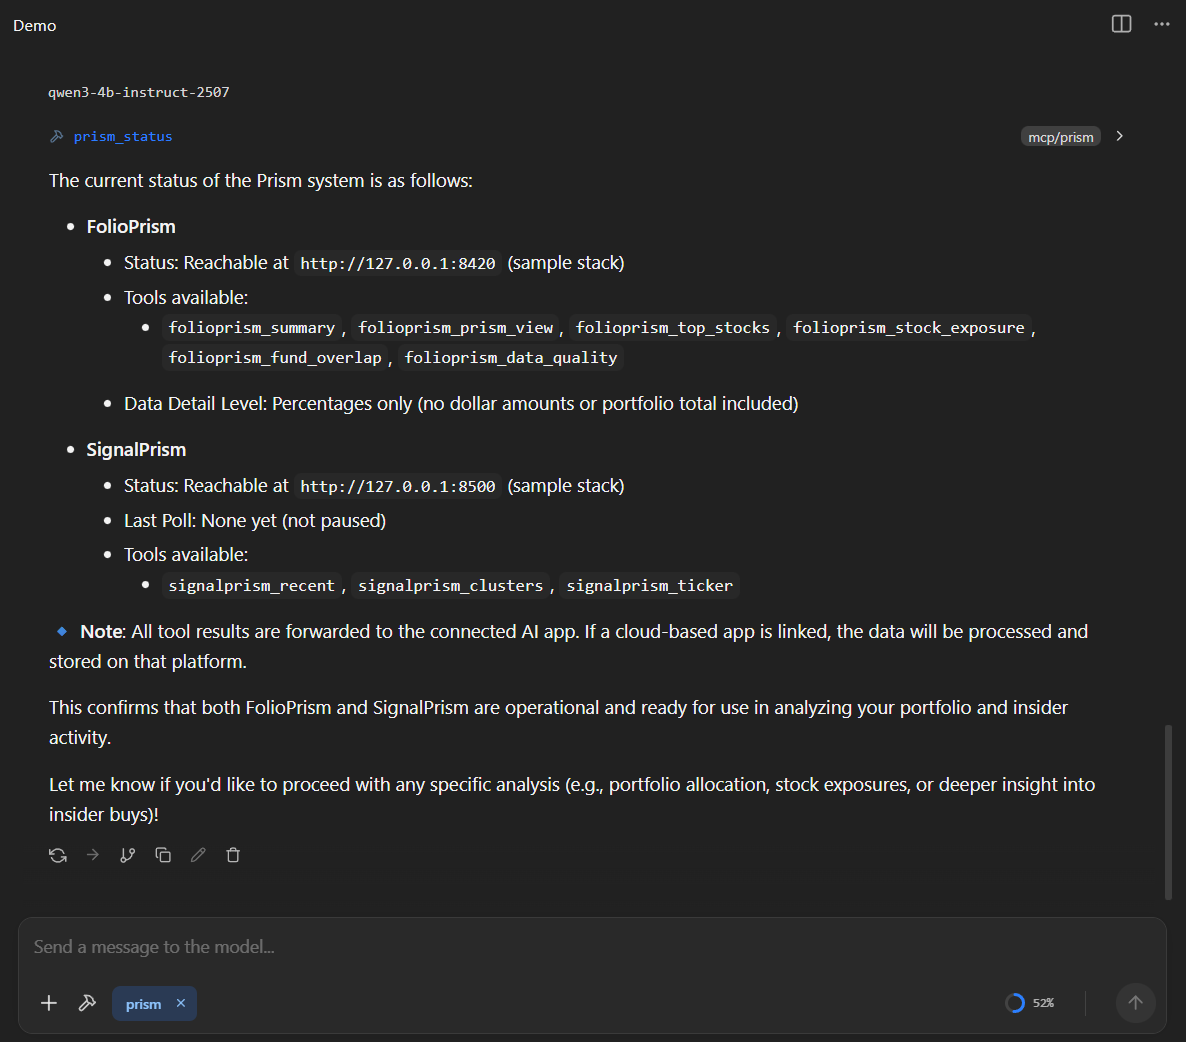 Demo
qwen3-4b-instruct-2507
prism_status
mcp/prism
The current status of the Prism system is as follows:
FolioPrism
Status: Reachable at http://127.0.0.1:8420 (sample stack)
Tools available:
folioprism_summary, folioprism_prism_view, folioprism_top_stocks, folioprism_stock_exposure,
folioprism_fund_overlap, folioprism_data_quality
Data Detail Level: Percentages only (no dollar amounts or portfolio total included)
SignalPrism
Status: Reachable at http://127.0.0.1:8500 (sample stack)
Last Poll: None yet (not paused)
Tools available:
signalprism_recent, signalprism_clusters, signalprism_ticker
Note: All tool results are forwarded to the connected AI app. If a cloud-based app is linked, the data will be processed and
stored on that platform.
This confirms that both FolioPrism and SignalPrism are operational and ready for use in analyzing your portfolio and insider
activity.
Let me know if you'd like to proceed with any specific analysis (e.g., portfolio allocation, stock exposures, or deeper insight into
insider buys)!
Send a message to the model...
prism
52%